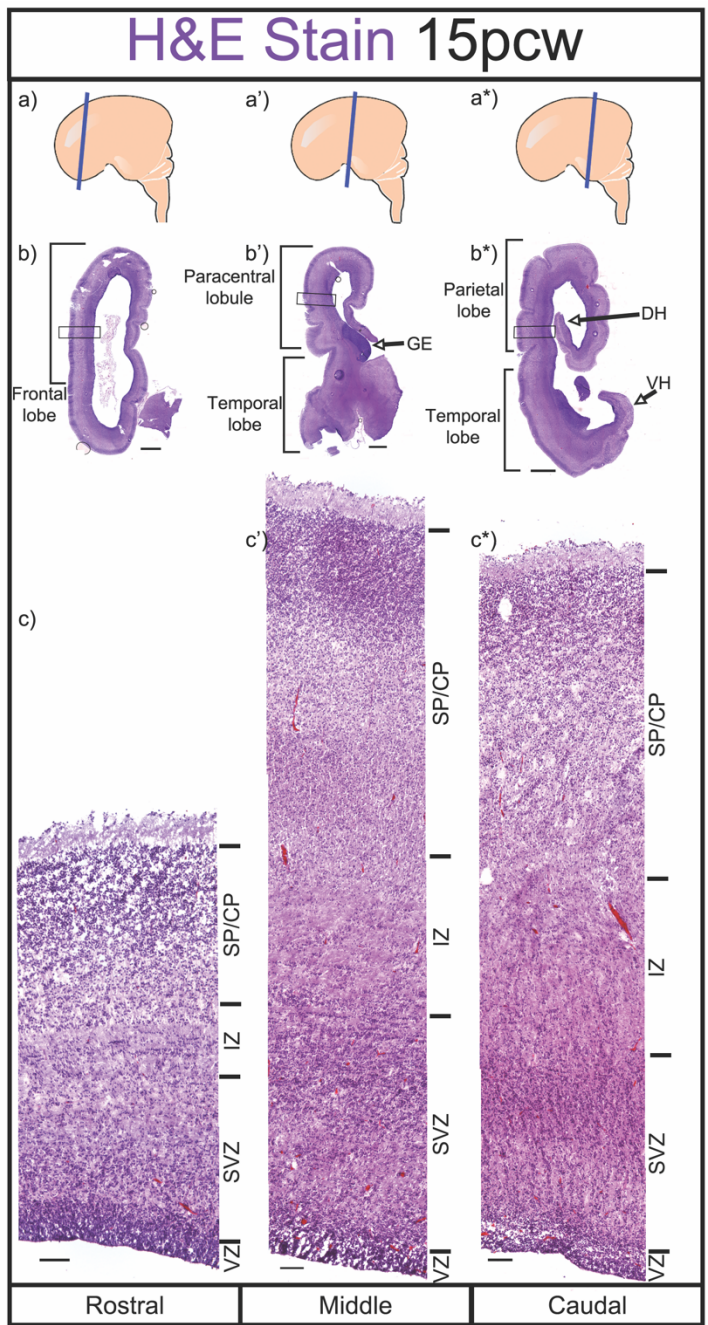 H&E Stain 15pcw
a)
a')
a*)
b)
b')
b*)
Paracentral
lobule
Parietal
lobe
DH
GE
VH
Frontal
lobe
Temporal
lobe
Temporal
lobe
c')
c*)
c)
SP/CP
IZ
SVZ
VZ
SP/CP
IZ
SVZ
VZ
SP/CP
IZ
SVZ
VZ
Rostral
Middle
Caudal